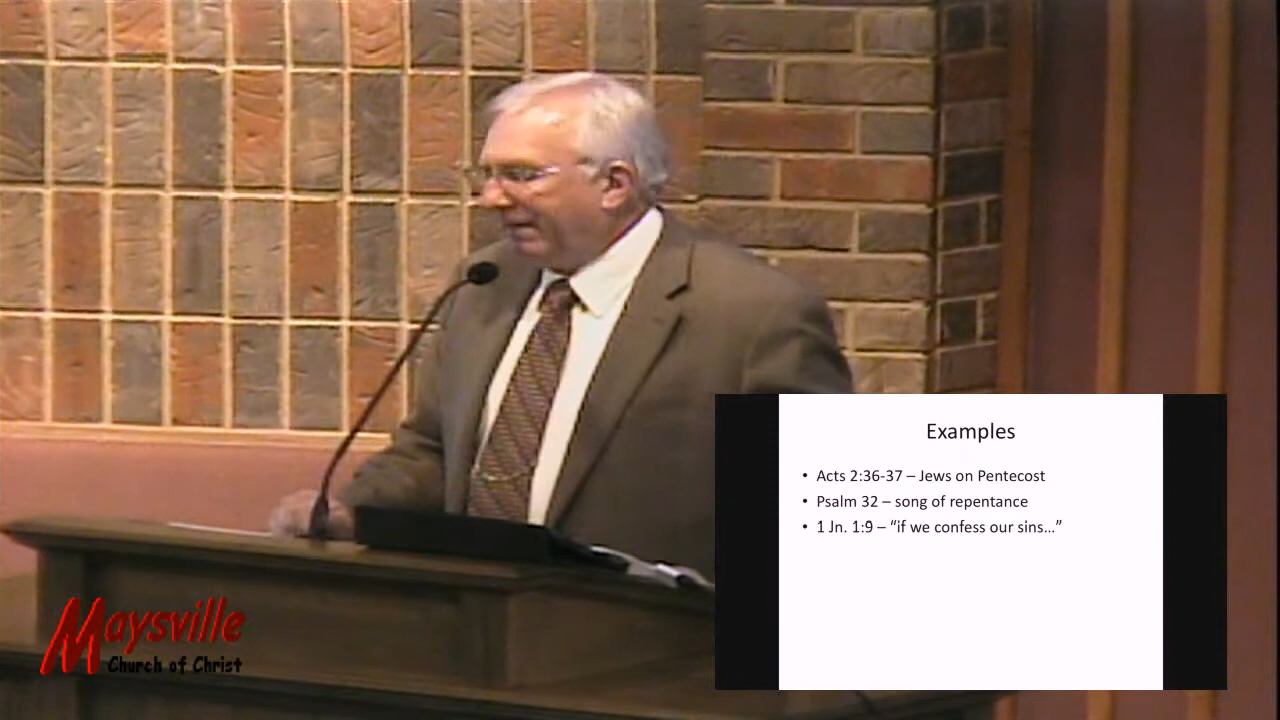 Examples
• Acts 2:36-37 – Jews on Pentecost
• Psalm 32 – song of repentance
• 1 Jn. 1:9 – “if we confess our sins…”
Maysville
Church of Christ